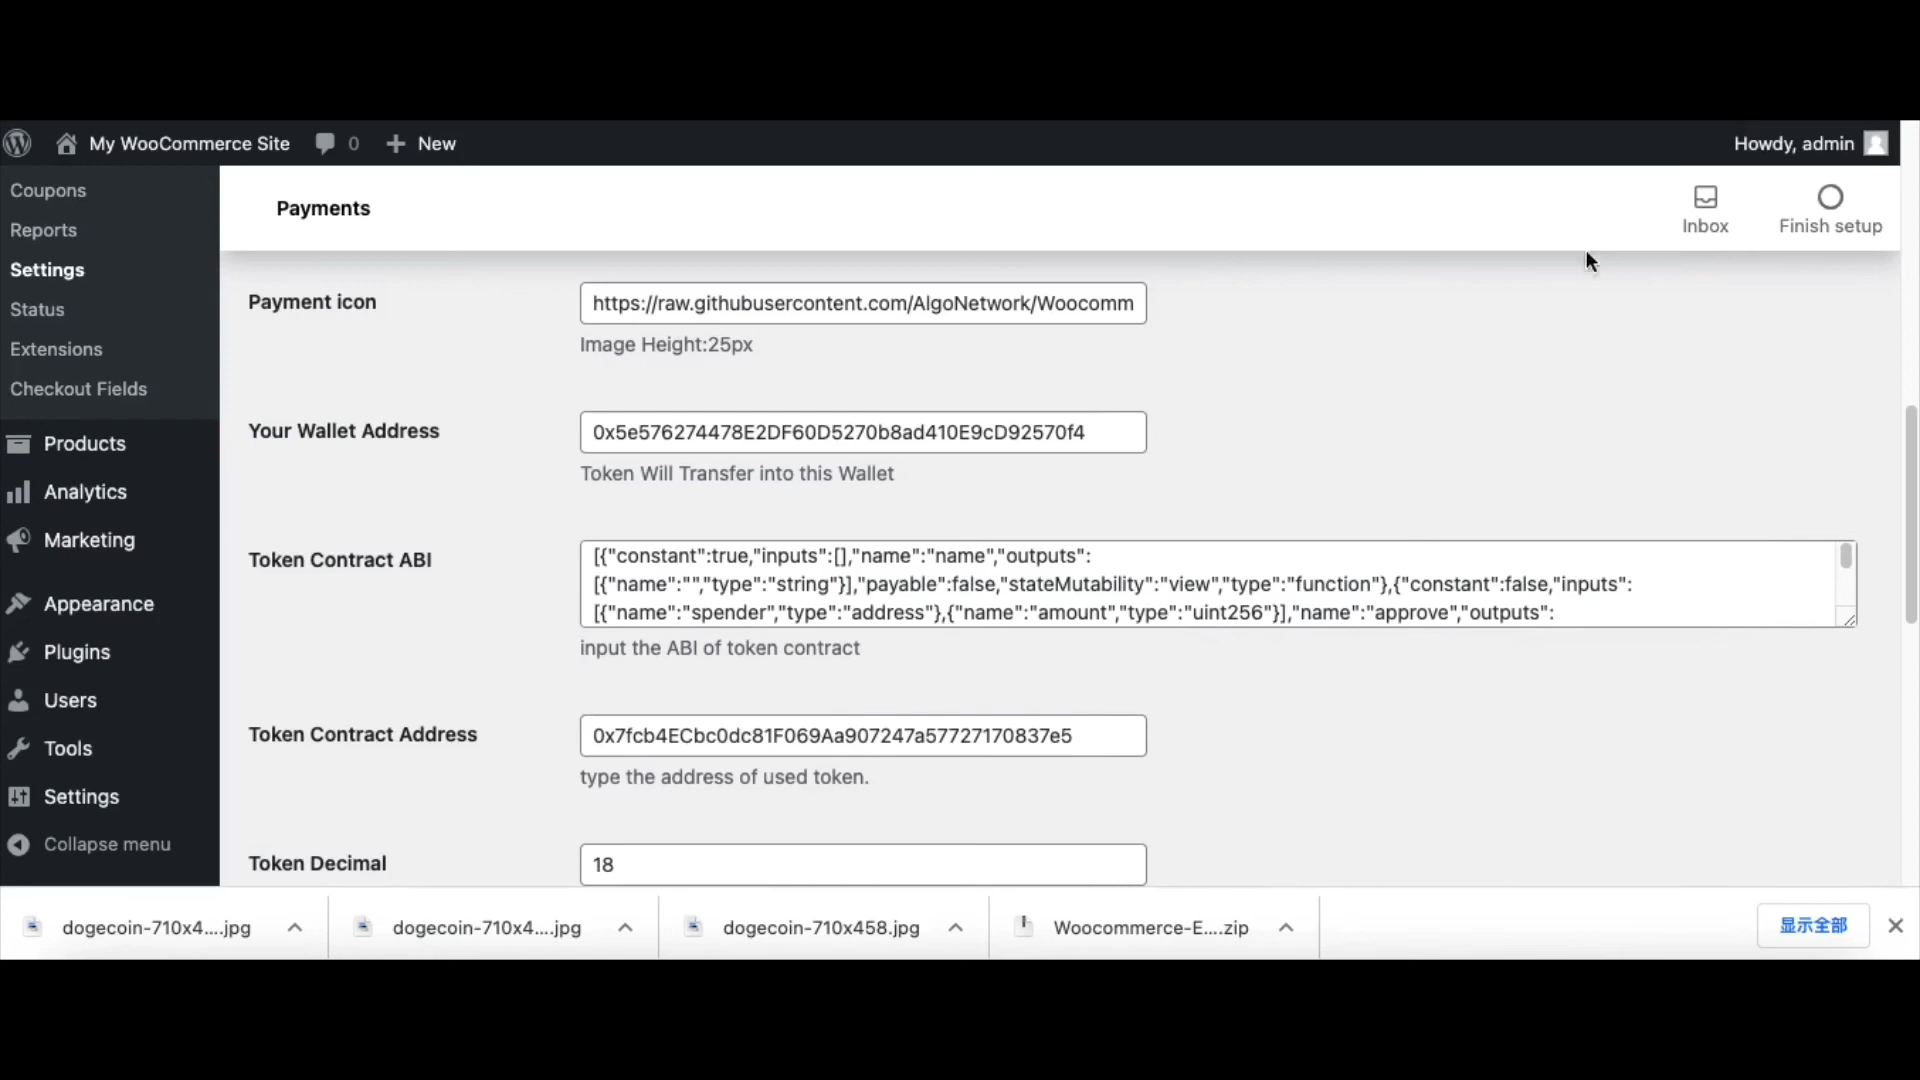 My WooCommerce Site
0
New
Howdy, admin
Coupons
Reports
Settings
Status
Extensions
Checkout Fields
Products
Analytics
Marketing
Appearance
Plugins
Users
Tools
Settings
Collapse menu
Payments
Inbox
Finish setup
Payment icon
https://raw.githubusercontent.com/AlgoNetwork/Woocomm
Image Height:25px
Your Wallet Address
0x5e576274478E2DF60D5270b8ad410E9cD92570f4
Token Will Transfer into this Wallet
Token Contract ABI
[{"constant":true,"inputs":[],"name":"name","outputs":
[{"name":"","type":"string"}],"payable":false,"stateMutability":"view","type":"function"},{"constant":false,"inputs":
[{"name":"spender","type":"address"},{"name":"amount","type":"uint256"}],"name":"approve","outputs":
input the ABI of token contract
Token Contract Address
0x7fcb4ECbc0dc81F069Aa907247a57727170837e5
type the address of used token.
Token Decimal
18
dogecoin-710x4....jpg
dogecoin-710x4....jpg
dogecoin-710x458.jpg
Woocommerce-E....zip
显示全部